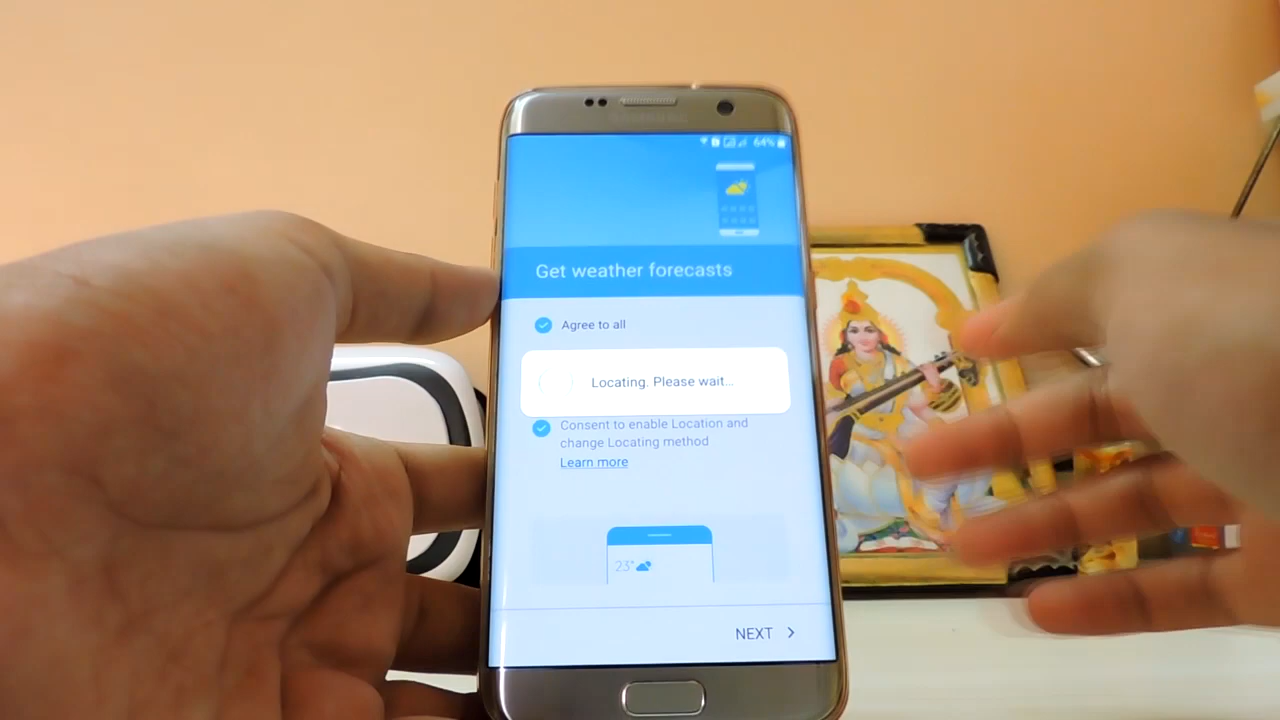 SAMSUNG
64%
Get weather forecasts
Agree to all
Locating. Please wait...
Consent to enable Location and
change Locating method
Learn more
23°
NEXT >